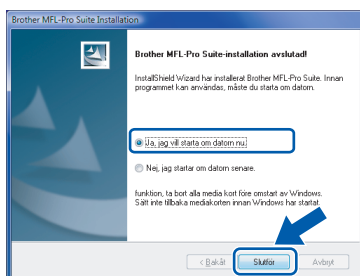 Brother MFL-Pro Suite Installation
Brother MFL-Pro Suite-installation avslutad!
InstallShield Wizard har installerat Brother MFL-Pro Suite. Innan
programmet kan användas, måste du starta om datorn.
Ja, jag vill starta om datorn nu.
Nej, jag startar om datorn senare.
funktion, ta bort alla media kort före omstart av Windows.
Sätt inte tillbaka mediakorten innan Windows har startat.
< Bakåt Slutför Avbryt